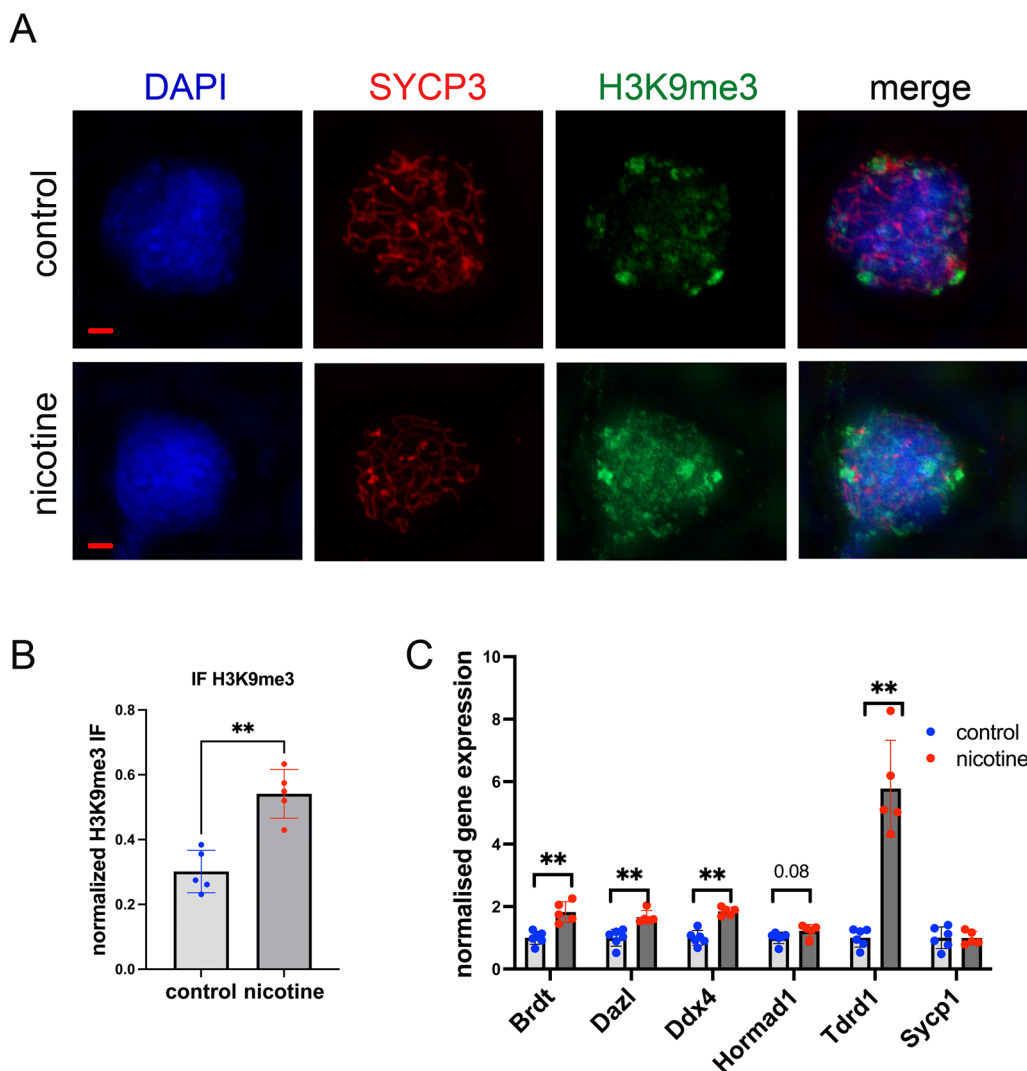 A
DAPI SYCP3 H3K9me3 merge
control
nicotine
B
IF H3K9me3
**
normalized H3K9me3 IF
0.8
0.6
0.4
0.2
0.0
control nicotine
C
normalised gene expression
10
8
6
4
2
0
** ** ** 0.08 **
control
nicotine
Brdt Dazl Ddx4 Hormad1 Tdrd1 Sycp1